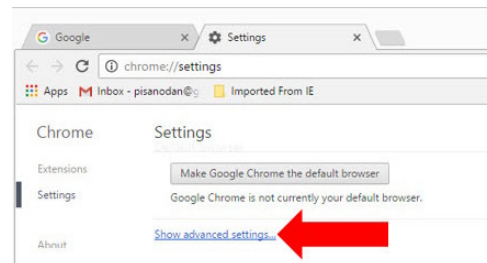 Google
Settings
chrome://settings
Apps Inbox - pisanodan@g Imported From IE
Chrome
Settings
Extensions
Make Google Chrome the default browser
Settings
Google Chrome is not currently your default browser.
Show advanced settings...
About